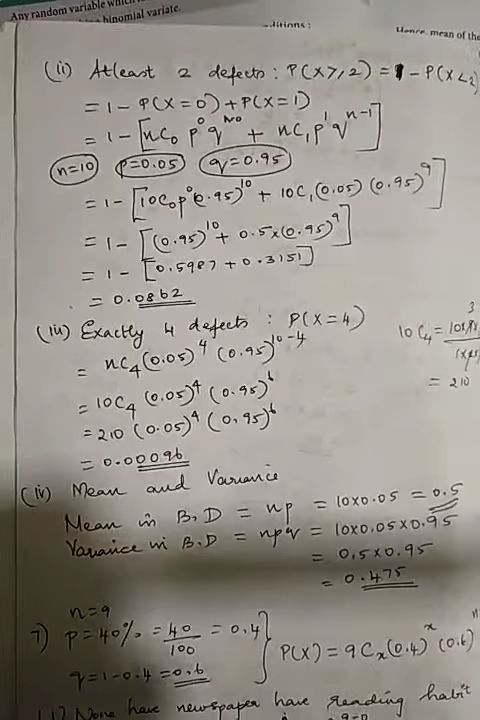 Any random variable which
binomial variate.
ditions :
Hence, mean of the
(ii) Atleast 2 defects : P(X≥2) = 1 - P(X<2)
= 1 - P(X=0) + P(X=1)
= 1 - [nC₀ p⁰ qⁿ⁻⁰ + nC₁ p¹ qⁿ⁻¹]
n=10 p=0.05 q=0.95
= 1 - [10C₀ p⁰ (0.95)¹⁰ + 10C₁ (0.05) (0.95)⁹]
= 1 - [(0.95)¹⁰ + 0.5×(0.95)⁹]
= 1 - [0.5987 + 0.3151]
= 0.0862
(iii) Exactly 4 defects : P(X=4)
= nC₄ (0.05)⁴ (0.95)¹⁰⁻⁴
= 10C₄ (0.05)⁴ (0.95)⁶
= 210 (0.05)⁴ (0.95)⁶
= 0.00096
10C₄ =
= 210
(iv) Mean and Variance
Mean in B.D = np = 10×0.05 = 0.5
Variance in B.D = npq = 10×0.05×0.95
= 0.5×0.95
= 0.475
n=9
7) p=40% = 40/100 = 0.4
q=1-0.4=0.6
P(X) = 9Cₓ (0.4)ˣ (0.6)
None have newspaper have reading habit